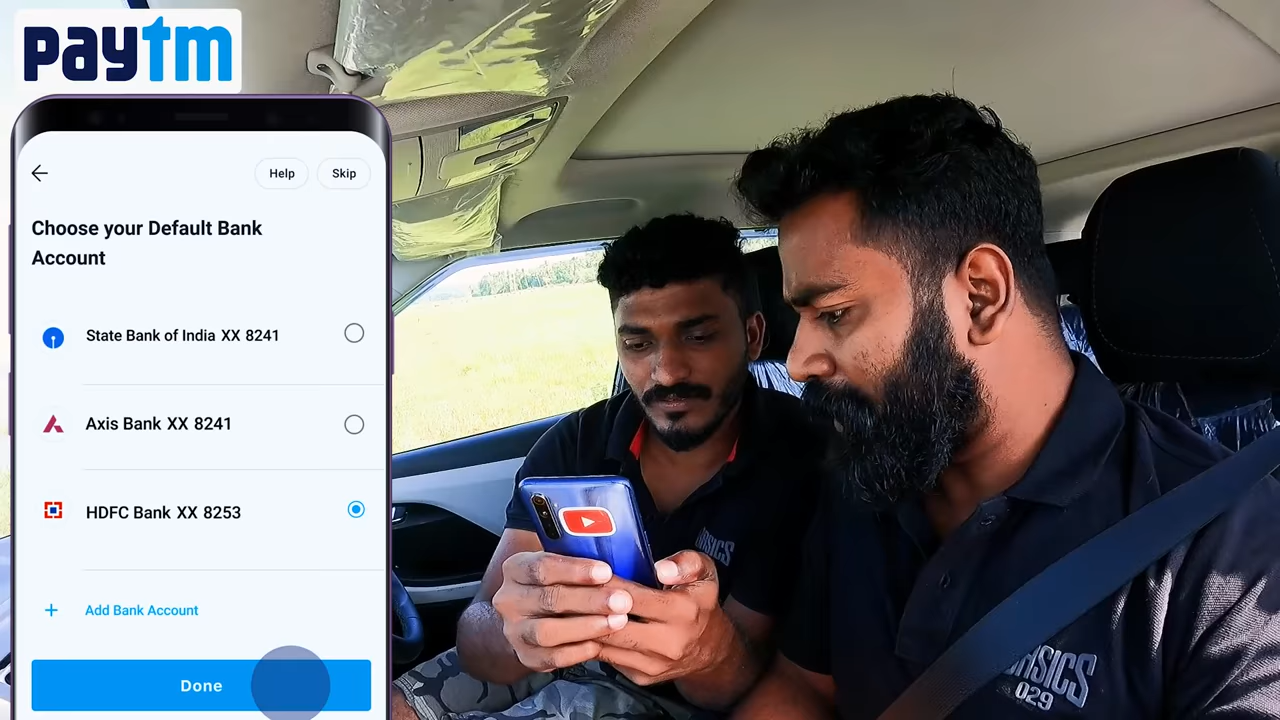 paytm
Help
Skip
Choose your Default Bank
Account
State Bank of India XX 8241
Axis Bank XX 8241
HDFC Bank XX 8253
+ Add Bank Account
Done
029